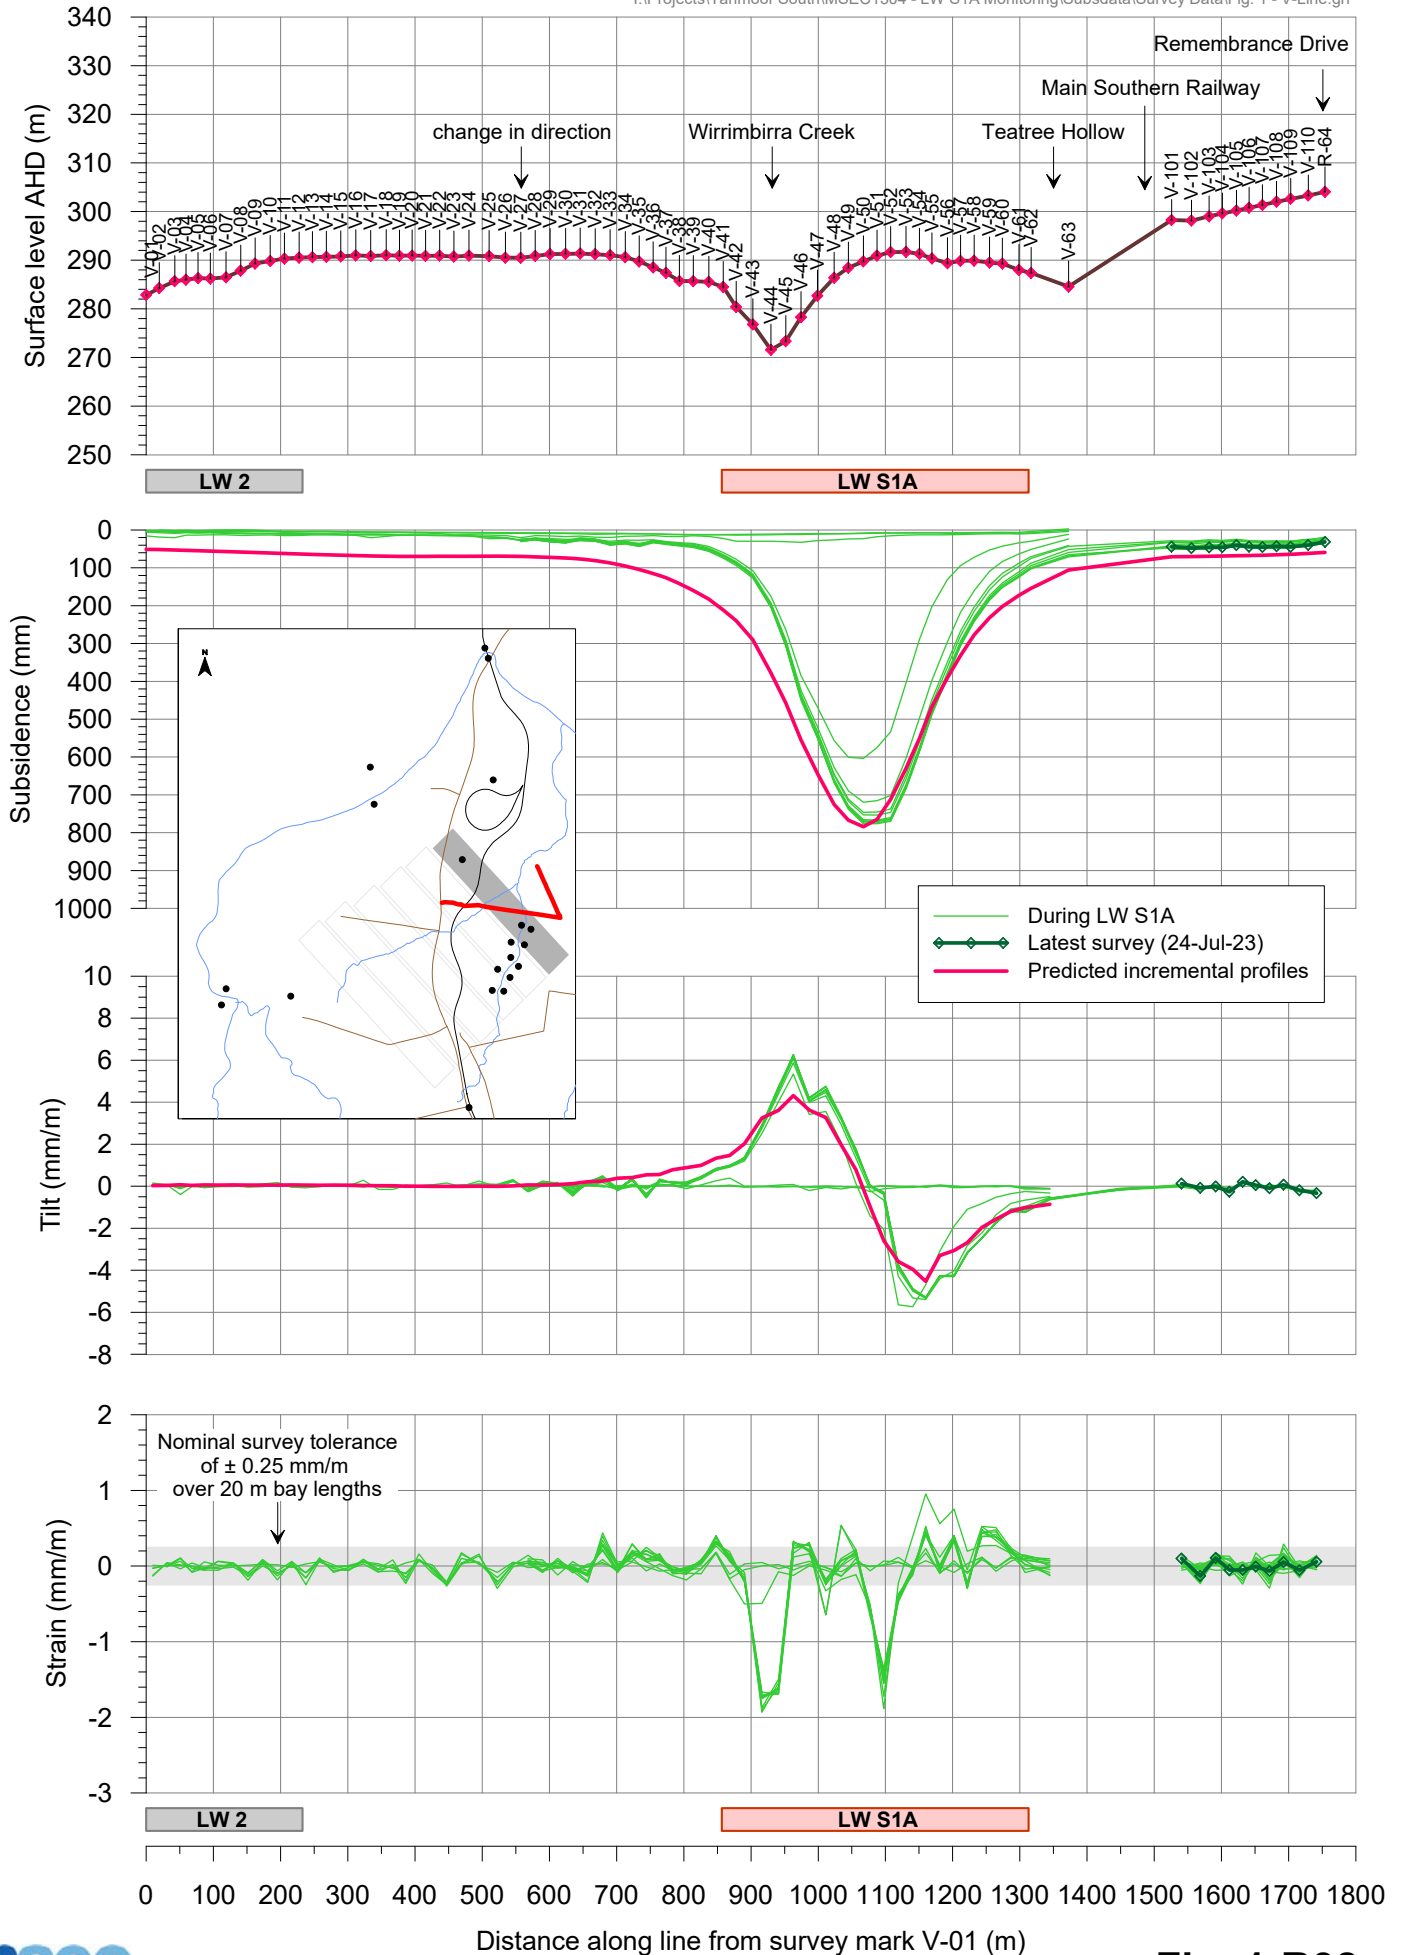 340
330
320
310
300
290
280
270
260
250
Surface level AHD (m)
Remembrance Drive
Main Southern Railway
change in direction
Wirrimbirra Creek
Teatree Hollow
V-01
V-02
V-03
V-04
V-05
V-06
V-07
V-08
V-09
V-10
V-11
V-12
V-13
V-14
V-15
V-16
V-17
V-18
V-19
V-20
V-21
V-22
V-23
V-24
V-25
V-26
V-27
V-28
V-29
V-30
V-31
V-32
V-33
V-34
V-35
V-36
V-37
V-38
V-39
V-40
V-41
V-42
V-43
V-44
V-45
V-46
V-47
V-48
V-49
V-50
V-51
V-52
V-53
V-54
V-55
V-56
V-57
V-58
V-59
V-60
V-61
V-62
V-63
V-101
V-102
V-103
V-104
V-105
V-106
V-107
V-108
V-109
V-110
R-64
LW 2
LW S1A
0
100
200
300
400
500
600
700
800
900
1000
Subsidence (mm)
N
During LW S1A
Latest survey (24-Jul-23)
Predicted incremental profiles
10
8
6
4
2
0
-2
-4
-6
-8
Tilt (mm/m)
2
1
0
-1
-2
-3
Strain (mm/m)
Nominal survey tolerance
of ± 0.25 mm/m
over 20 m bay lengths
LW 2
LW S1A
0 100 200 300 400 500 600 700 800 900 1000 1100 1200 1300 1400 1500 1600 1700 1800
Distance along line from survey mark V-01 (m)